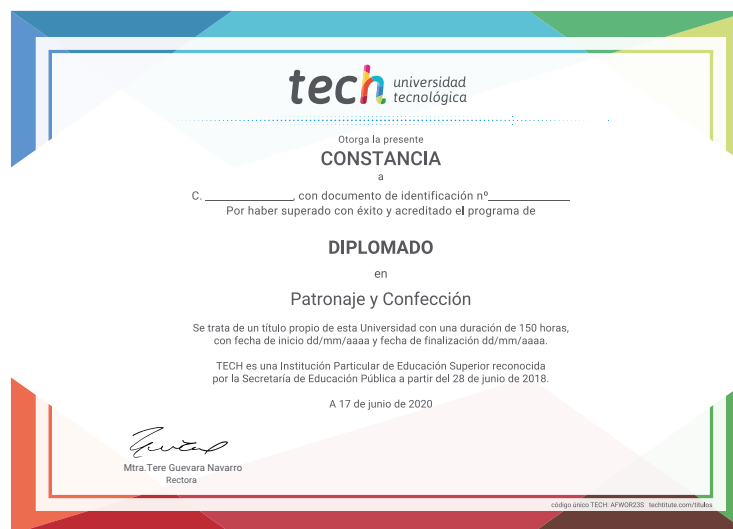 tech universidad
tecnológica
Otorga la presente
CONSTANCIA
a
C. ______________, con documento de identificación nº_____________
Por haber superado con éxito y acreditado el programa de
DIPLOMADO
en
Patronaje y Confección
Se trata de un título propio de esta Universidad con una duración de 150 horas,
con fecha de inicio dd/mm/aaaa y fecha de finalización dd/mm/aaaa.
TECH es una Institución Particular de Educación Superior reconocida
por la Secretaría de Educación Pública a partir del 28 de junio de 2018.
A 17 de junio de 2020
Mtra.Tere Guevara Navarro
Rectora
código único TECH: AFWOR23S techtitute.com/titulos